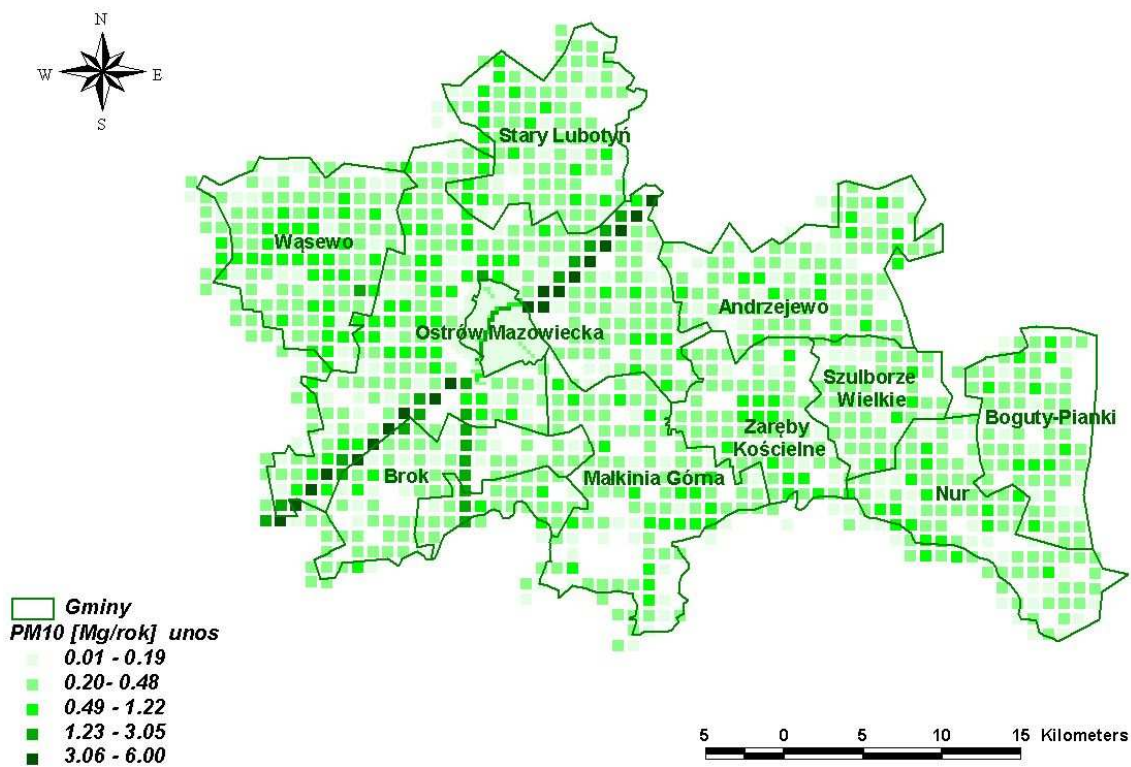 N
W E
S
Stary Lubotyń
Wąsewo
Andrzejewo
Ostrów Mazowiecka
Szulborze
Wielkie
Boguty-Pianki
Zaręby
Kościelne
Brok
Małkinia Górna
Nur
Gminy
PM10 [Mg/rok] unos
0.01 - 0.19
0.20 - 0.48
0.49 - 1.22
1.23 - 3.05
3.06 - 6.00
5 0 5 10 15 Kilometers